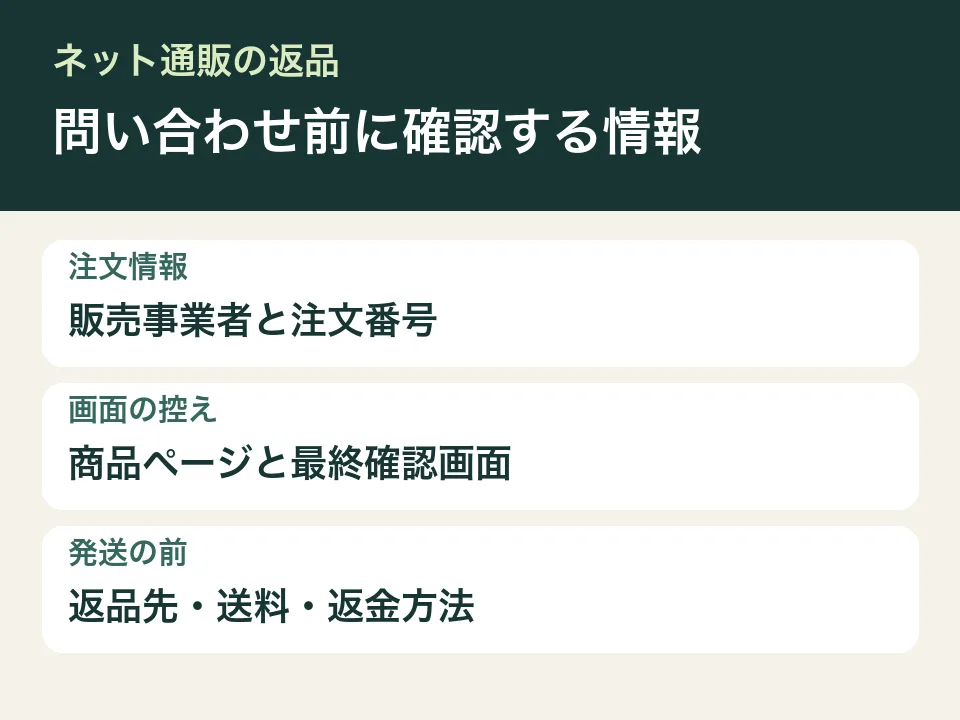 ネット通販の返品
問い合わせ前に確認する情報
注文情報
販売事業者と注文番号
画面の控え
商品ページと最終確認画面
発送の前
返品先・送料・返金方法